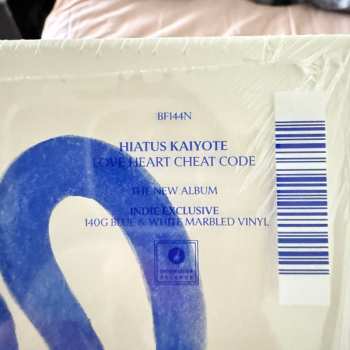 BF144N
HIATUS KAIYOTE
LOVE HEART CHEAT CODE
THE NEW ALBUM
INDIE EXCLUSIVE
140G BLUE & WHITE MARBLED VINYL